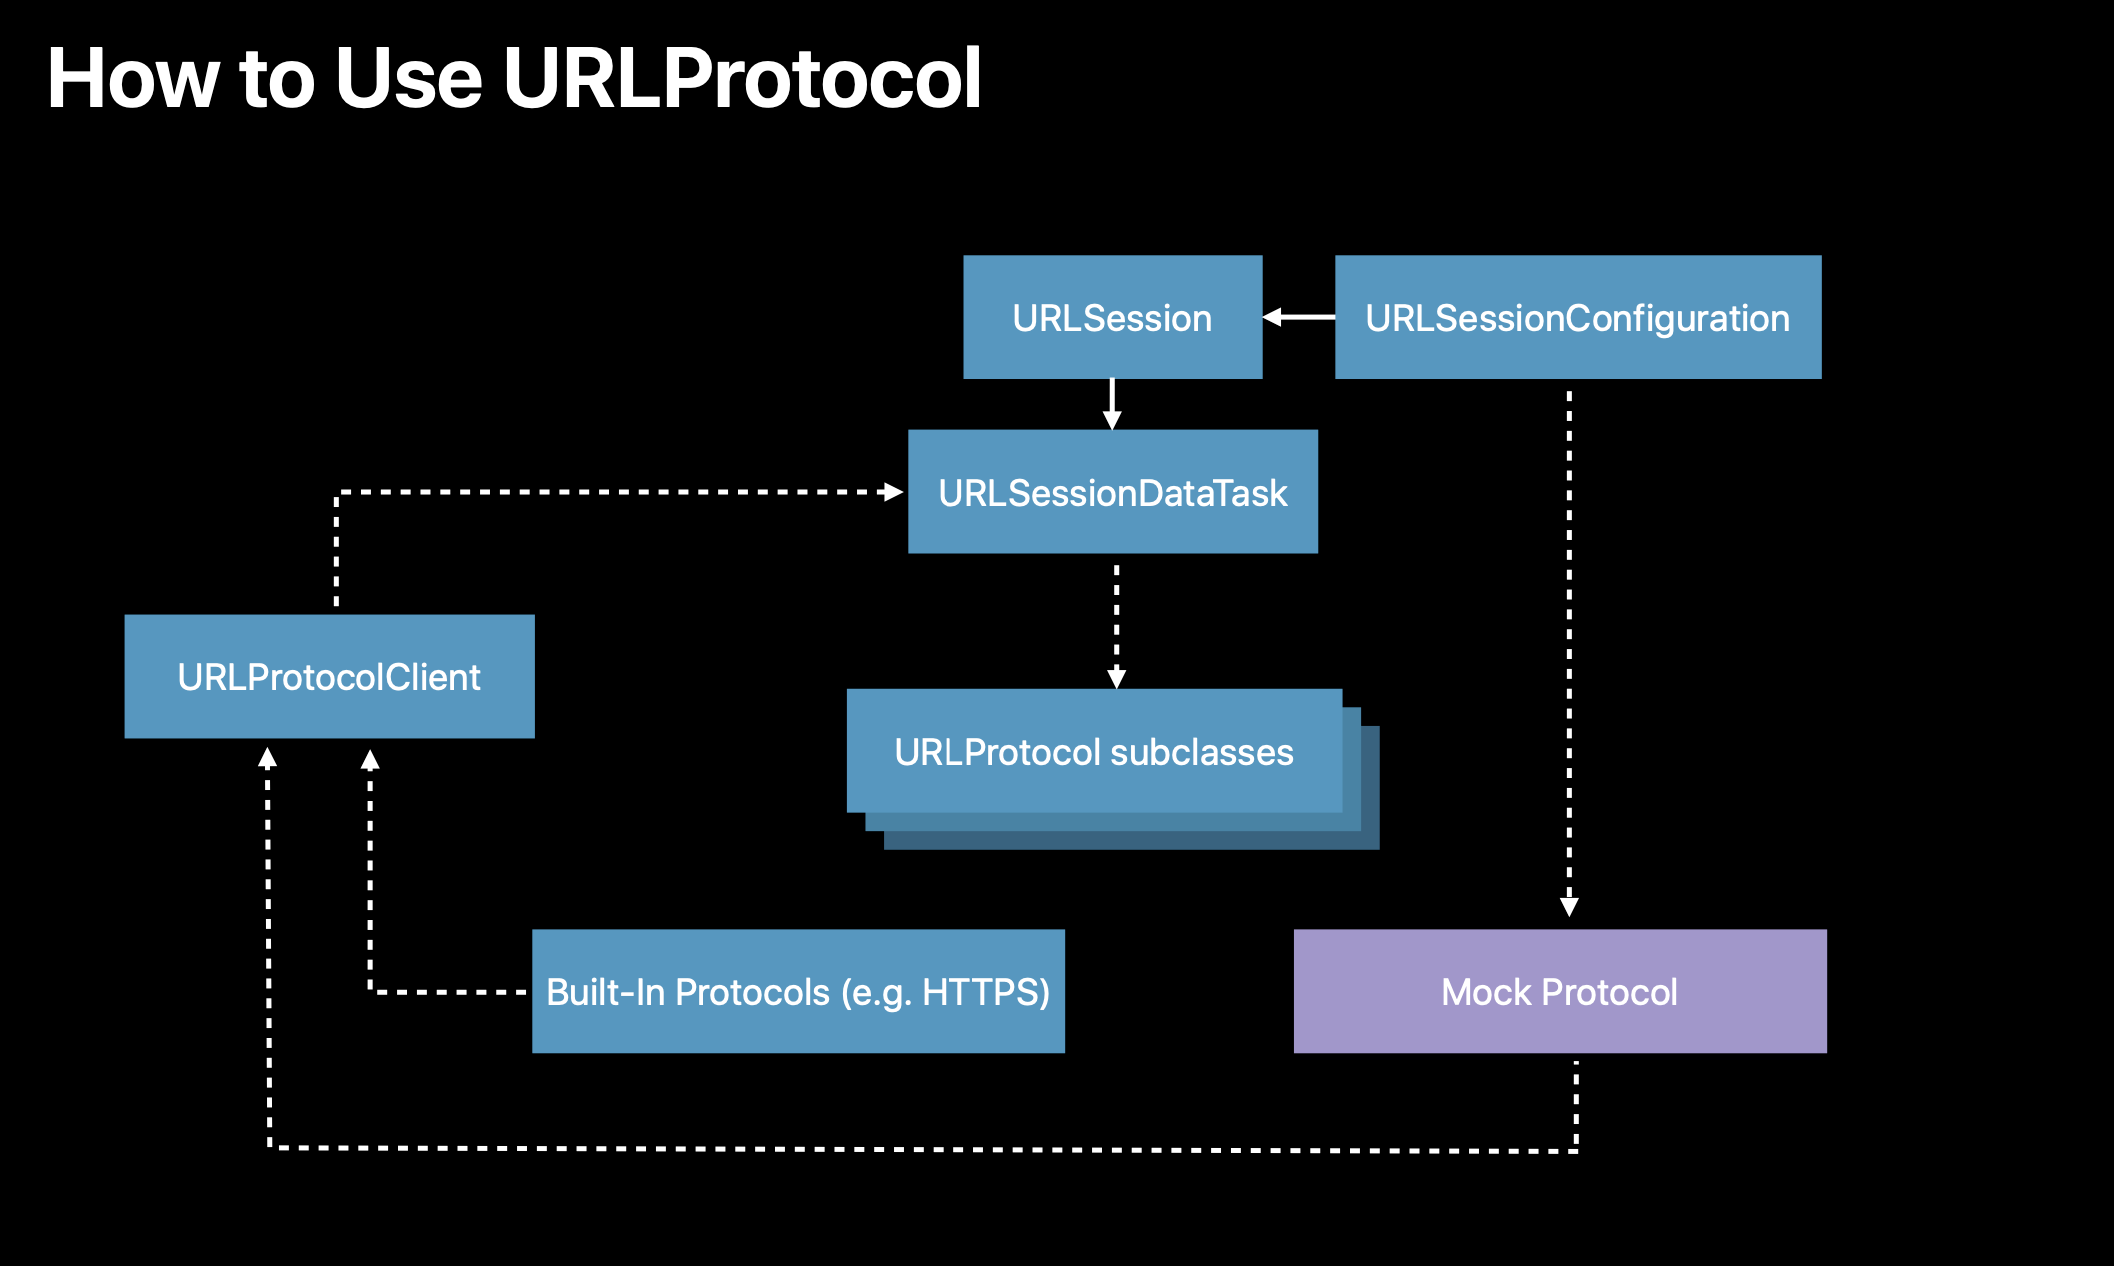 How to Use URLProtocol
URLSession
URLSessionConfiguration
URLSessionDataTask
URLProtocolClient
URLProtocol subclasses
Built-In Protocols (e.g. HTTPS)
Mock Protocol